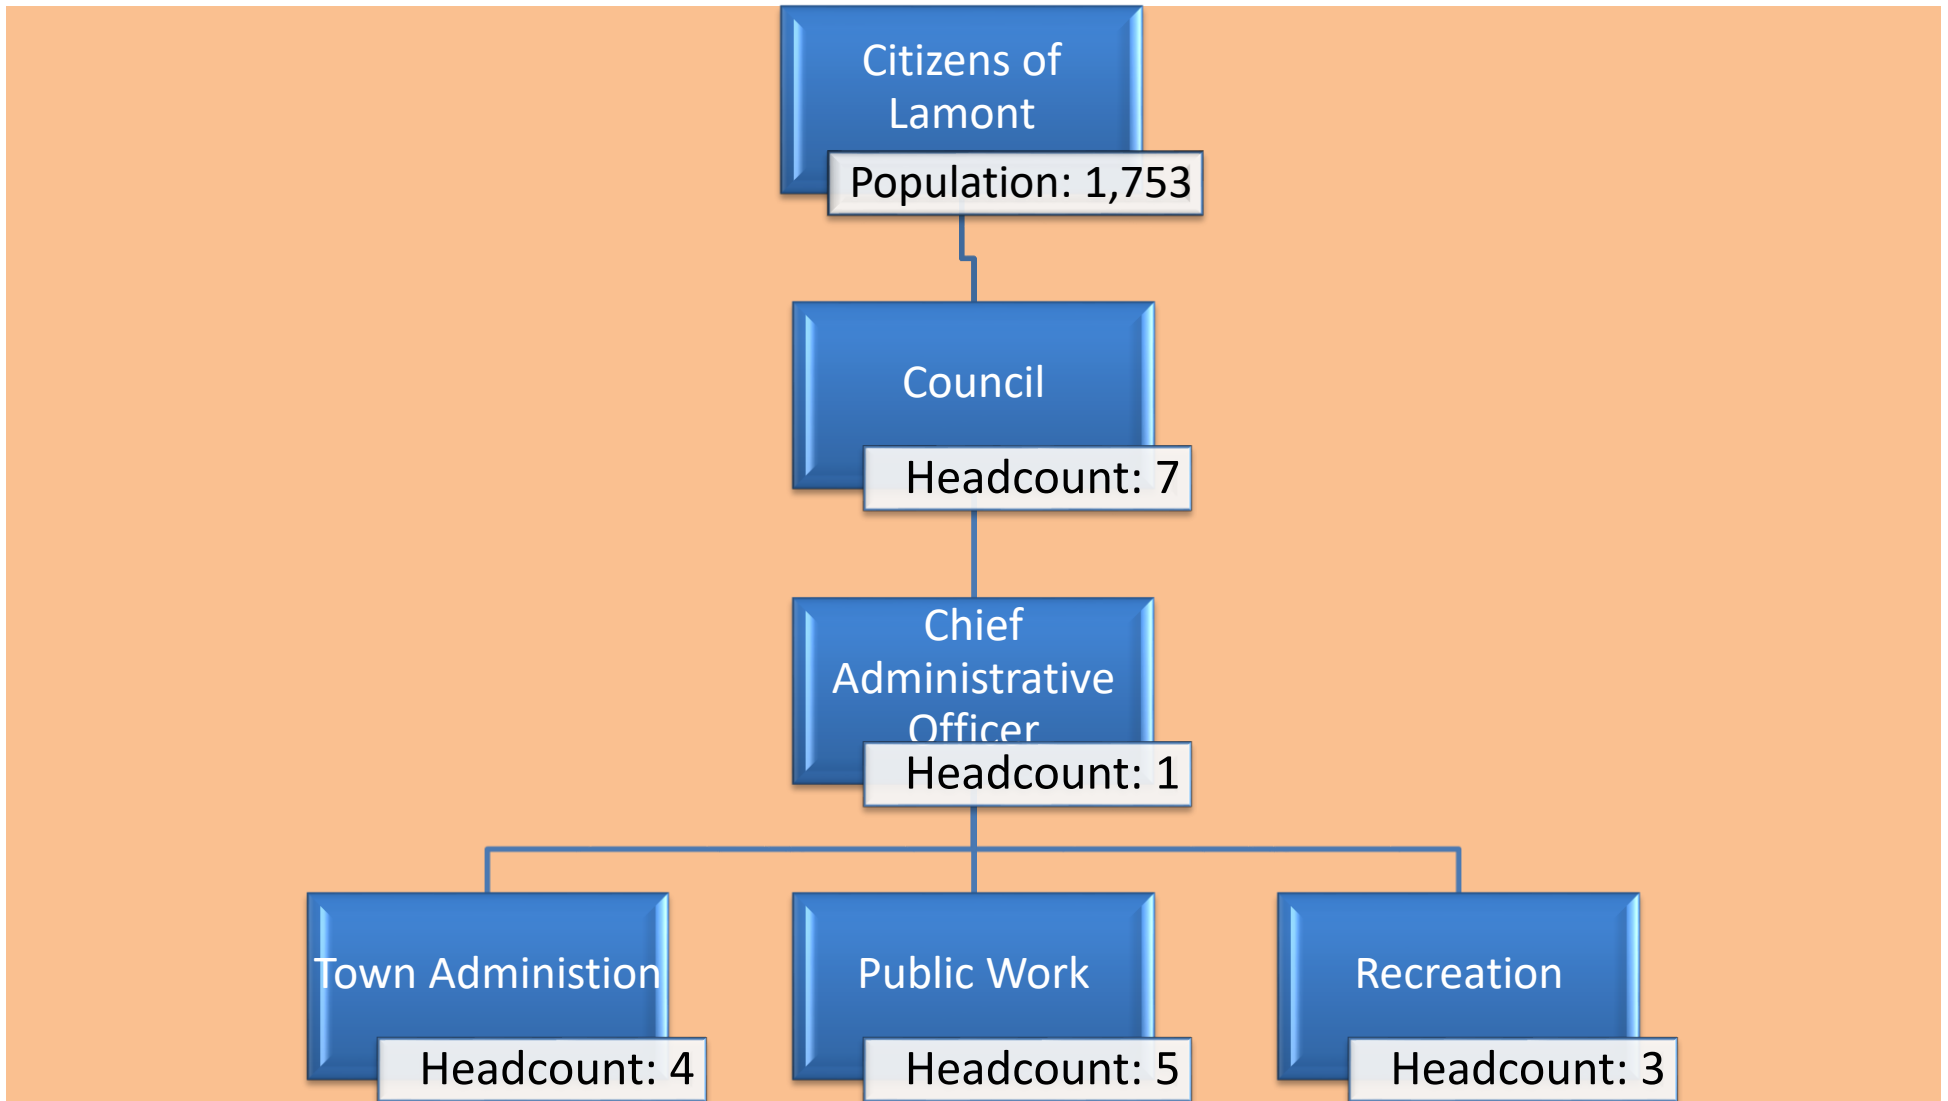 Citizens of
Lamont
Population: 1,753
Council
Headcount: 7
Chief
Administrative
Officer
Headcount: 1
Town Administion
Headcount: 4
Public Work
Headcount: 5
Recreation
Headcount: 3